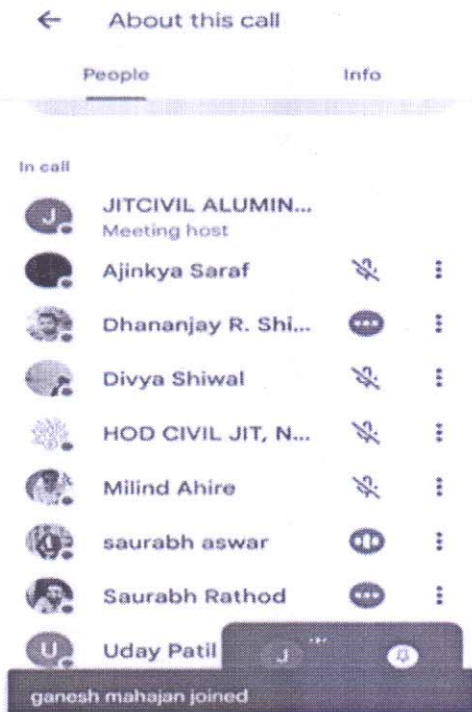 About this call
People Info
In call
J JITCIVIL ALUMIN...
Meeting host
Ajinkya Saraf
Dhananjay R. Shi...
Divya Shiwal
HOD CIVIL JIT, N...
Milind Ahire
saurabh aswar
Saurabh Rathod
U Uday Patil J
ganesh mahajan joined